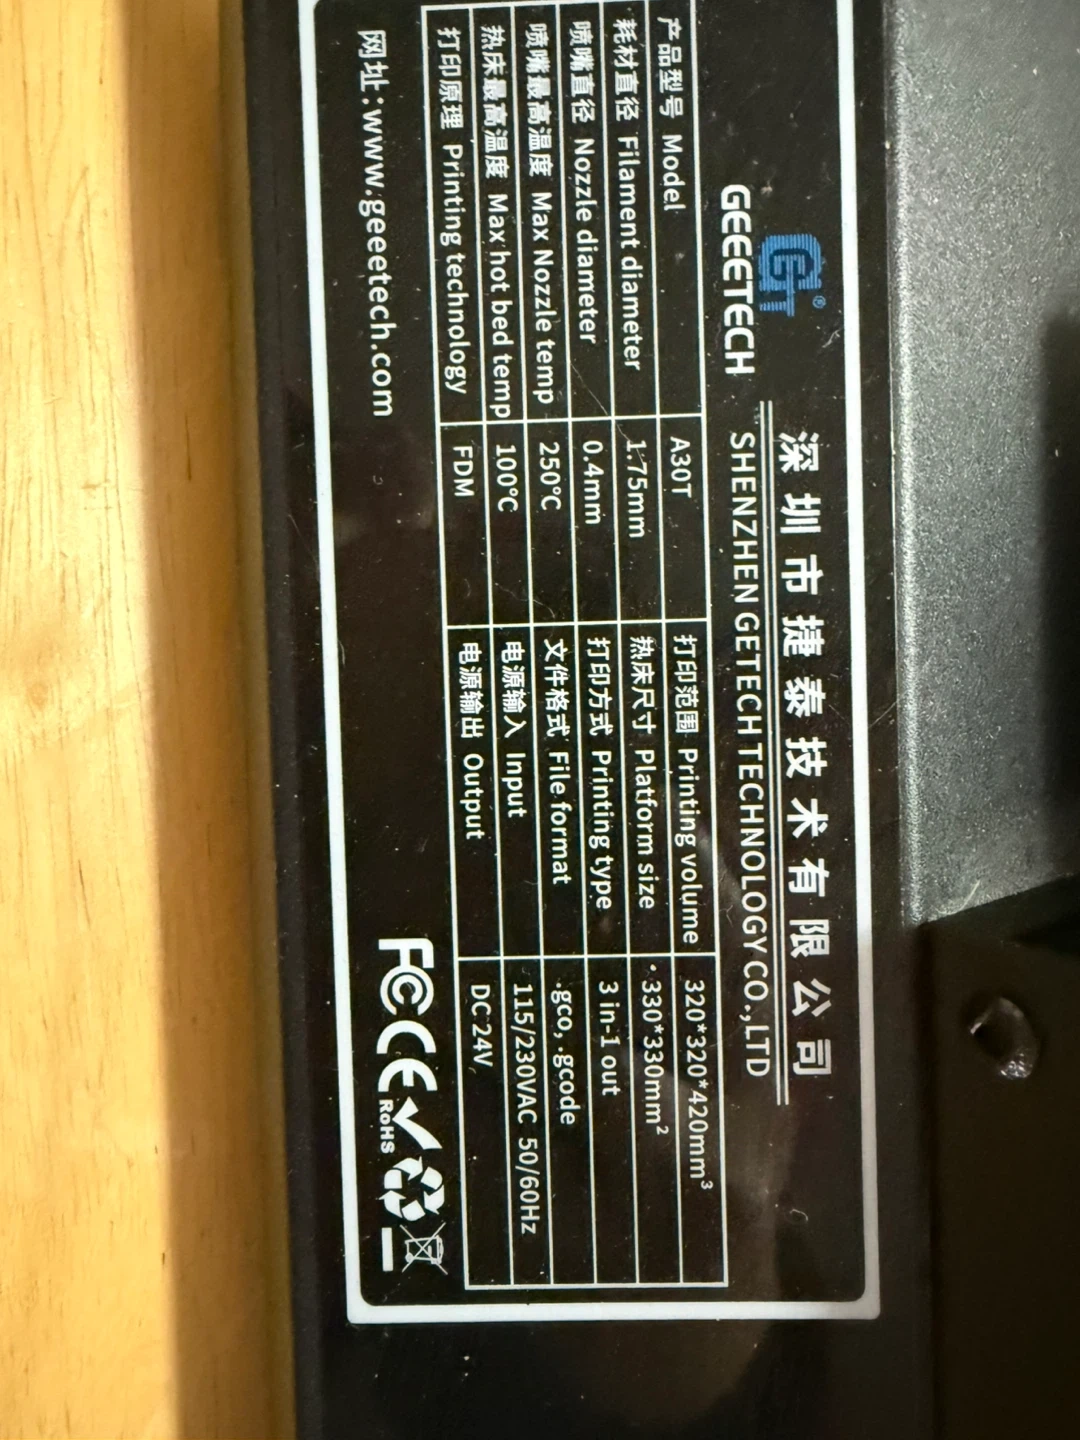 GEEETECH
深圳市捷泰技术有限公司
SHENZHEN GETECH TECHNOLOGY CO.,LTD
产品型号 Model A30T 打印范围 Printing volume 320*320*420mm³
耗材直径 Filament diameter 1.75mm 热床尺寸 Platform size 330*330mm²
喷嘴直径 Nozzle diameter 0.4mm 打印方式 Printing type 3 in-1 out
喷嘴最高温度 Max Nozzle temp 250°C 文件格式 File format .gco, .gcode
热床最高温度 Max hot bed temp 100°C 电源输入 Input 115/230VAC 50/60Hz
打印原理 Printing technology FDM 电源输出 Output DC 24V
网址:www.geeetech.com
FC CE RoHS